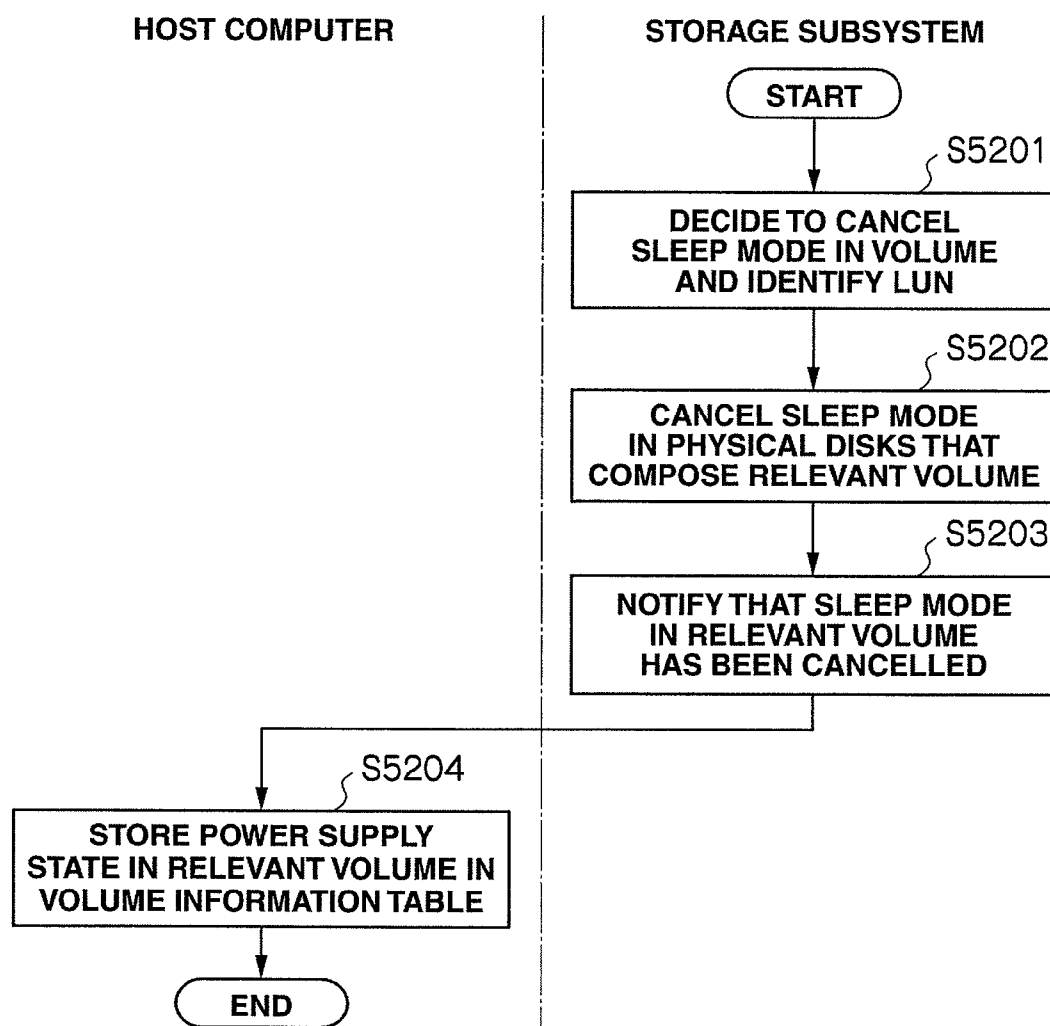 HOST COMPUTER
STORAGE SUBSYSTEM
START
S5201
DECIDE TO CANCEL
SLEEP MODE IN VOLUME
AND IDENTIFY LUN
S5202
CANCEL SLEEP MODE
IN PHYSICAL DISKS THAT
COMPOSE RELEVANT VOLUME
S5203
NOTIFY THAT SLEEP MODE
IN RELEVANT VOLUME
HAS BEEN CANCELLED
S5204
STORE POWER SUPPLY
STATE IN RELEVANT VOLUME IN
VOLUME INFORMATION TABLE
END